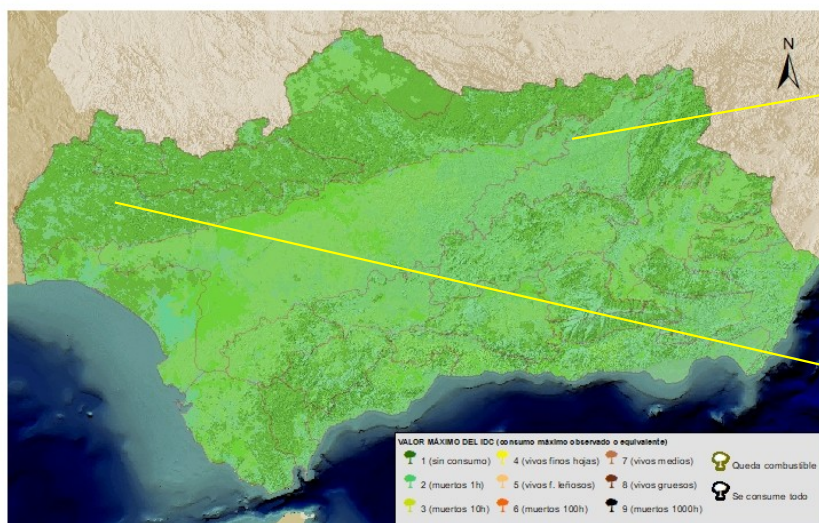 N
VALOR MÁXIMO DEL IDC (consumo máximo observado o equivalente)
1 (sin consumo) 4 (vivos finos hojas) 7 (vivos medios) Queda combustible
2 (muertos 1h) 5 (vivos f. leñosos) 8 (vivos gruesos) Se consume todo
3 (muertos 10h) 6 (muertos 100h) 9 (muertos 1000h)